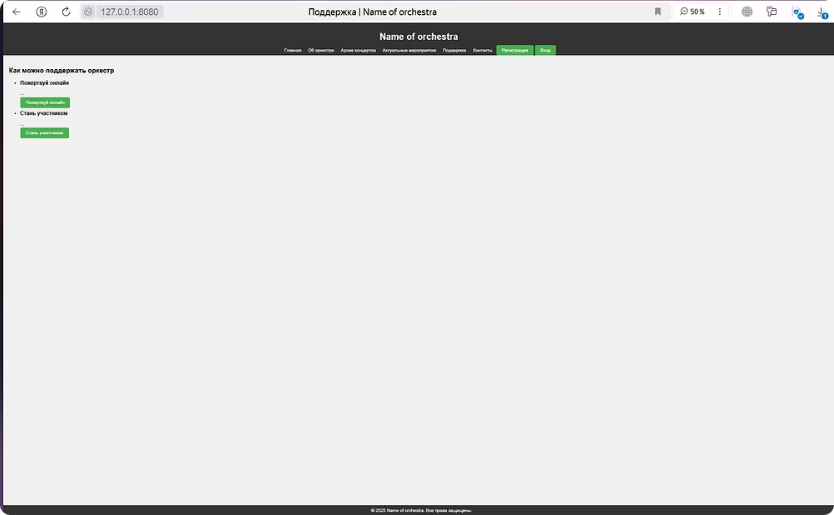 127.0.0.1:8080 Поддержка | Name of orchestra 50 %
Name of orchestra
Главная Об оркестре Архив концертов Актуальные мероприятия Поддержка Контакты Регистрация Вход
Как можно поддержать оркестр
Пожертвуй онлайн
...
Пожертвуй онлайн
Стань участником
...
Стань участником
© 2025 Name of orchestra. Все права защищены.